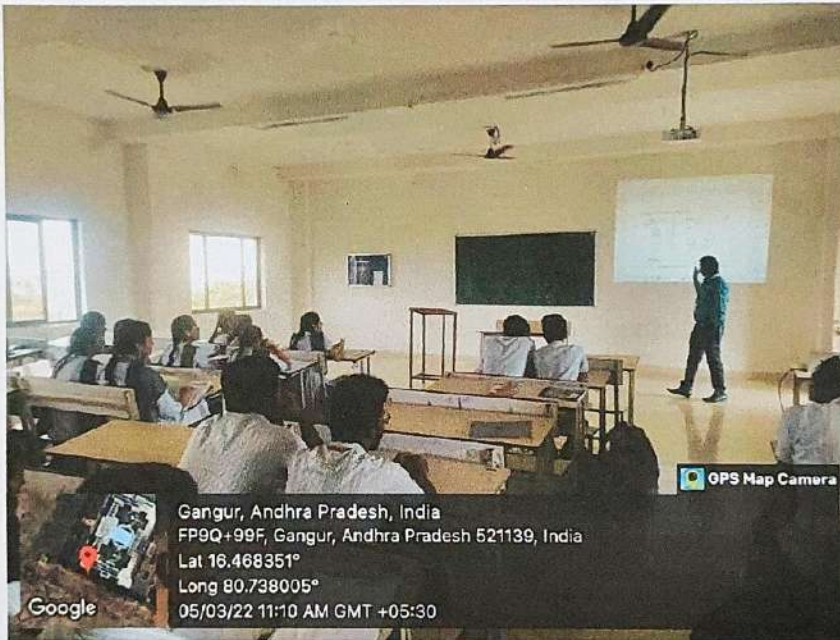 GPS Map Camera
Gangur, Andhra Pradesh, India
FP9Q+99F, Gangur, Andhra Pradesh 521139, India
Lat 16.468351°
Long 80.738005°
05/03/22 11:10 AM GMT +05:30
Google